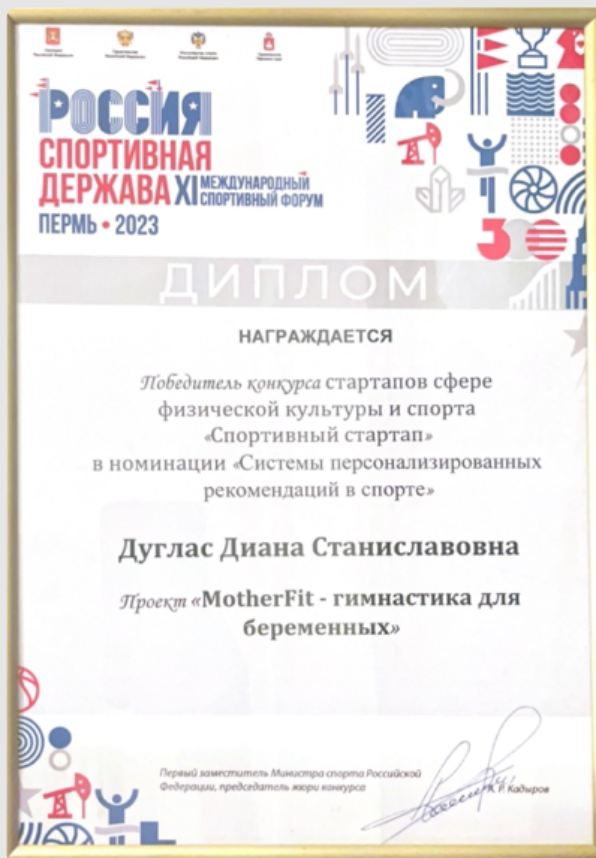 РОССИЯ
СПОРТИВНАЯ
ДЕРЖАВА XI МЕЖДУНАРОДНЫЙ
СПОРТИВНЫЙ ФОРУМ
ПЕРМЬ • 2023
300
ДИПЛОМ
НАГРАЖДАЕТСЯ
Победитель конкурса стартапов сфере
физической культуры и спорта
«Спортивный стартап»
в номинации «Системы персонализированных
рекомендаций в спорте»
Дуглас Диана Станиславовна
Проект «MotherFit - гимнастика для
беременных»
Первый заместитель Министра спорта Российской
Федерации, председатель жюри конкурса
Р. Кадыров